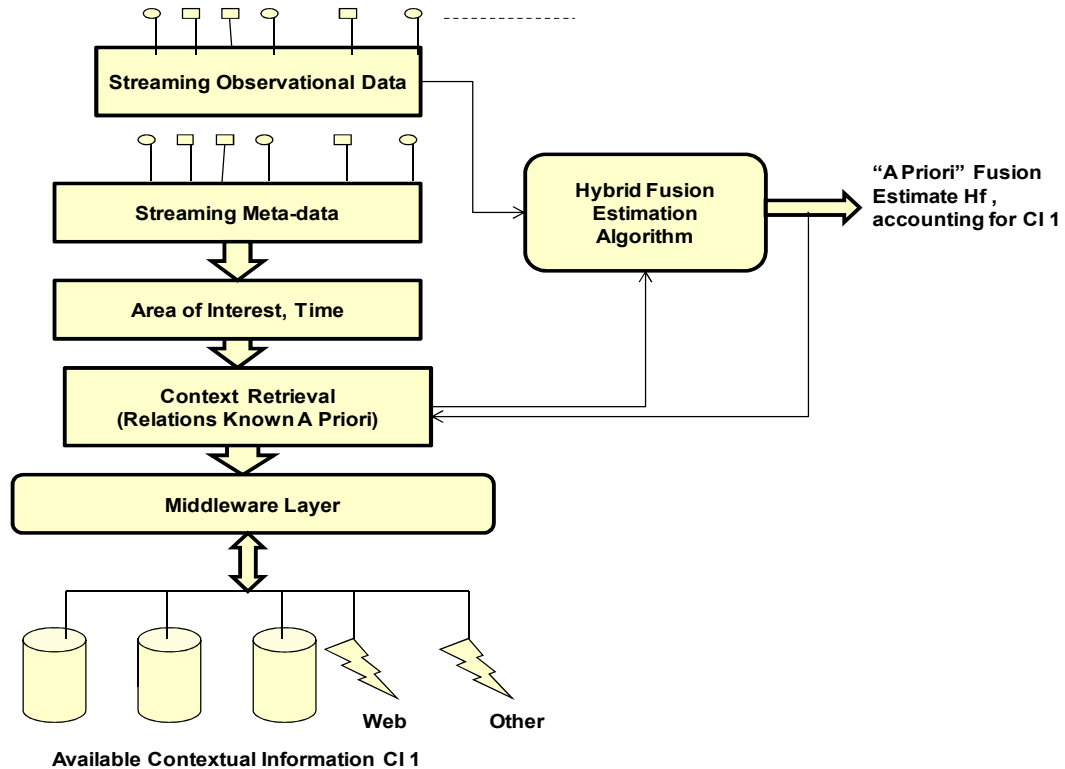 Streaming Observational Data
Streaming Meta-data
Hybrid Fusion
Estimation
Algorithm
“A Priori” Fusion
Estimate Hf ,
accounting for CI 1
Area of Interest, Time
Context Retrieval
(Relations Known A Priori)
Middleware Layer
Web
Other
Available Contextual Information CI 1